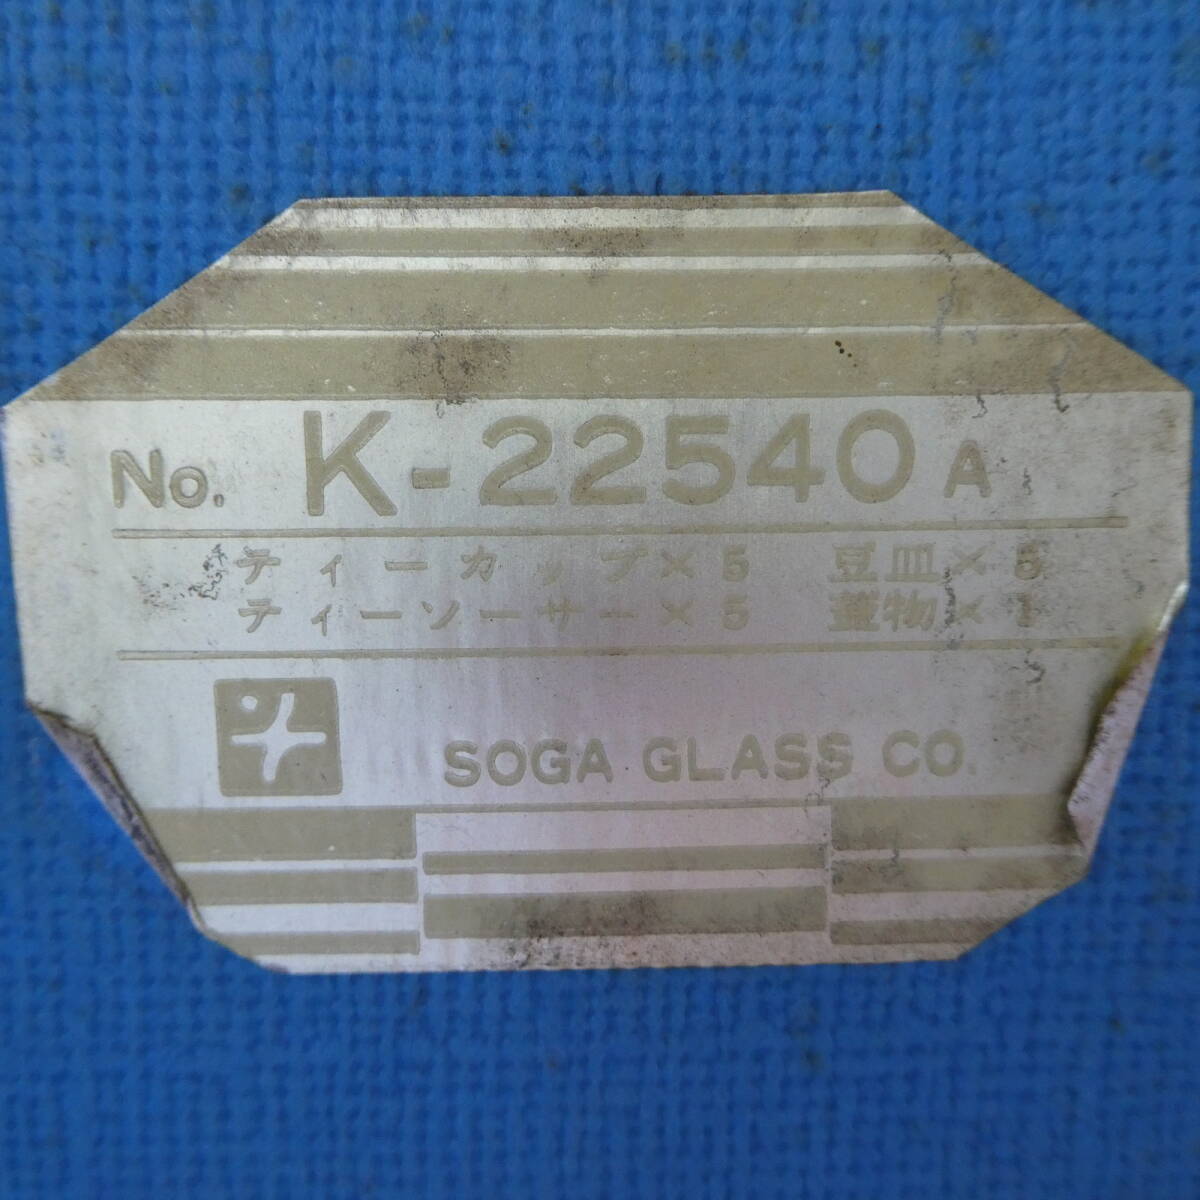 No. K-22540 A
ティーカップ×5 豆皿×5
ティーソーサー×5 蓋物×1
SOGA GLASS CO.